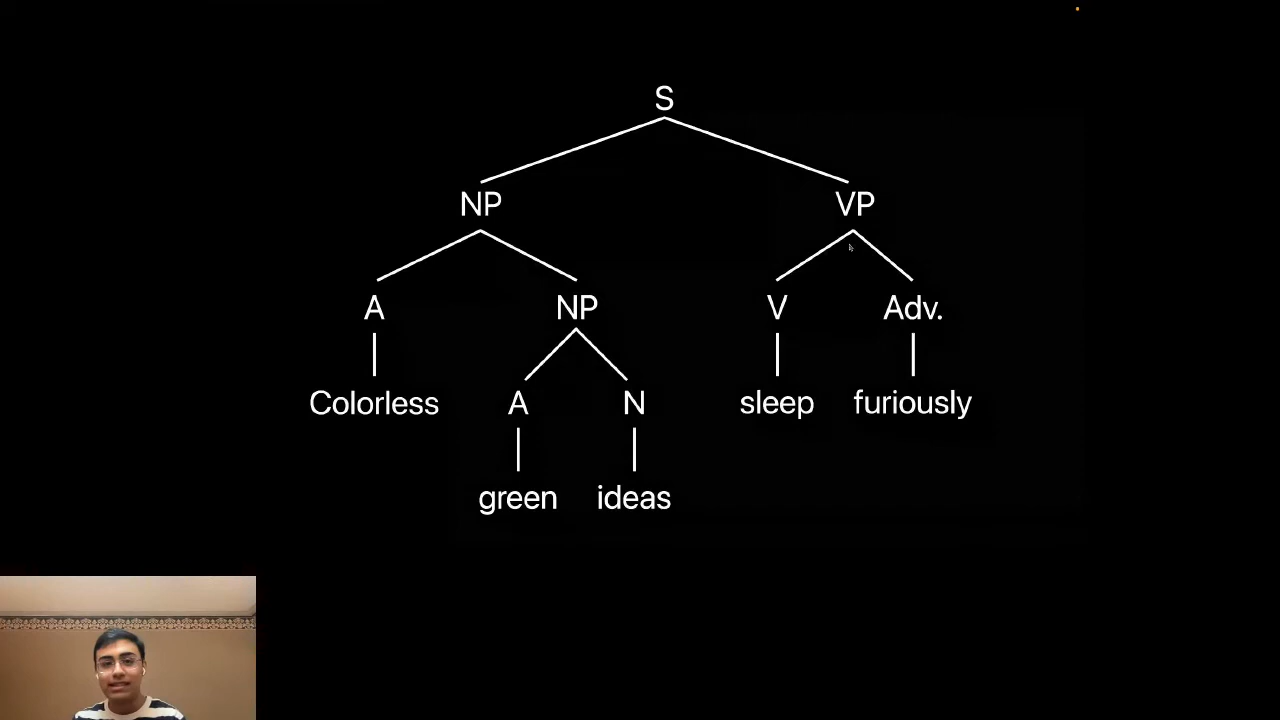 S
NP VP
A NP V Adv.
Colorless A N sleep furiously
green ideas